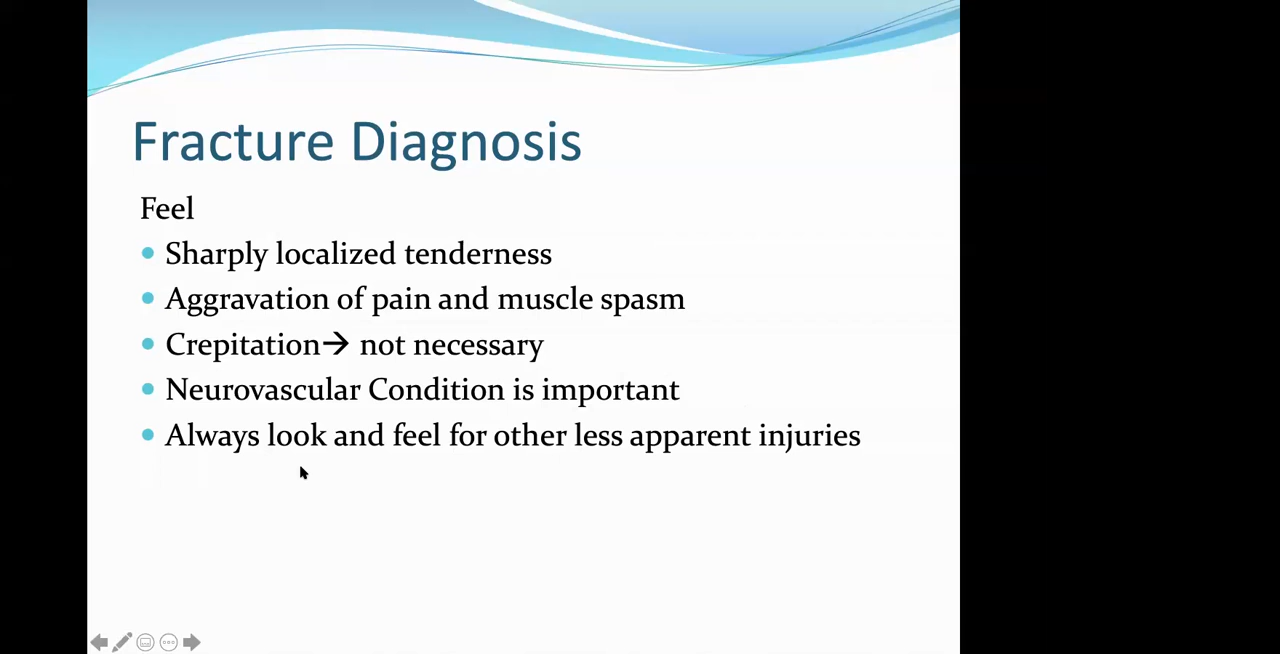 Fracture Diagnosis
Feel
• Sharply localized tenderness
• Aggravation of pain and muscle spasm
• Crepitation→ not necessary
• Neurovascular Condition is important
• Always look and feel for other less apparent injuries